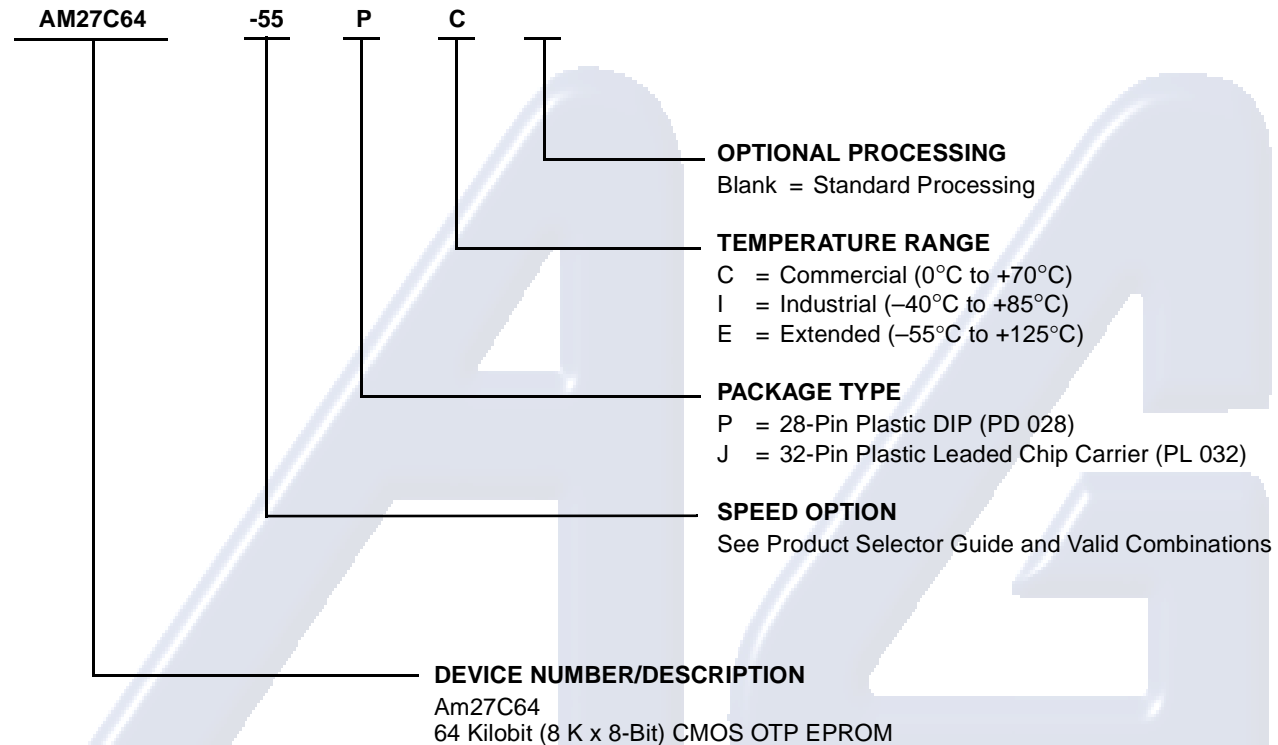 AM27C64 -55 P C
OPTIONAL PROCESSING
Blank = Standard Processing
TEMPERATURE RANGE
C = Commercial (0°C to +70°C)
I = Industrial (–40°C to +85°C)
E = Extended (–55°C to +125°C)
PACKAGE TYPE
P = 28-Pin Plastic DIP (PD 028)
J = 32-Pin Plastic Leaded Chip Carrier (PL 032)
SPEED OPTION
See Product Selector Guide and Valid Combinations
DEVICE NUMBER/DESCRIPTION
Am27C64
64 Kilobit (8 K x 8-Bit) CMOS OTP EPROM